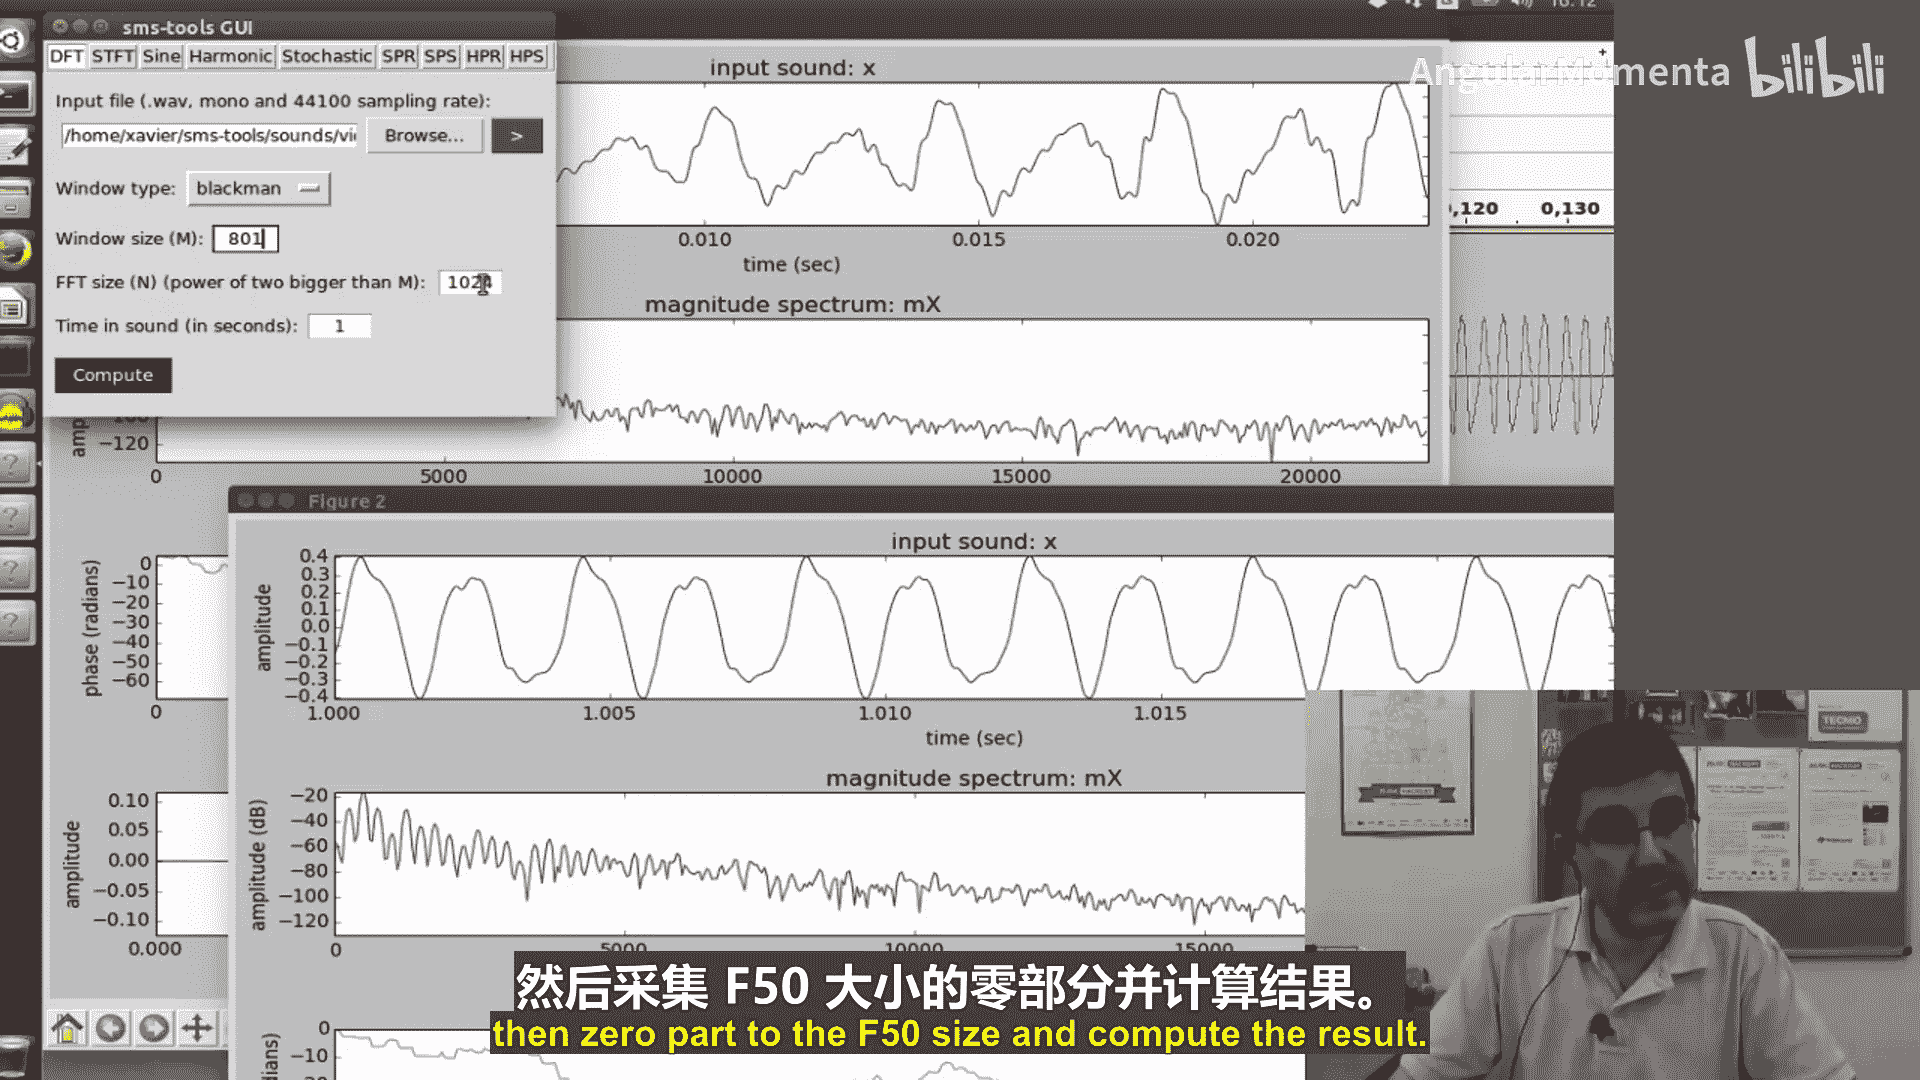 16:12
sms-tools GUI
DFT STFT Sine Harmonic Stochastic SPR SPS HPR HPS
Input file (.wav, mono and 44100 sampling rate):
/home/xavier/sms-tools/sounds/vi
Browse...
>
Window type: blackman
Window size (M): 801
FFT size (N) (power of two bigger than M): 1024
Time in sound (in seconds): 1
Compute
input sound: x
0.010 0.015 0.020
time (sec)
magnitude spectrum: mX
−120
0 5000 10000 15000 20000
AngularMomenta bilibili
0,130
Figure 2
input sound: x
amplitude
0.4
0.3
0.2
0.1
0.0
−0.1
−0.2
−0.3
−0.4
1.000 1.005 1.010 1.015
time (sec)
magnitude spectrum: mX
amplitude (dB)
−20
−40
−60
−80
−100
−120
0 5000 10000 15000
0
−10
phase (radians)
0
−10
−20
−30
−40
−50
−60
0
amplitude
0.10
0.05
0.00
−0.05
−0.10
0.000
TECMO
然后采集 F50 大小的零部分并计算结果。
then zero part to the F50 size and compute the result.